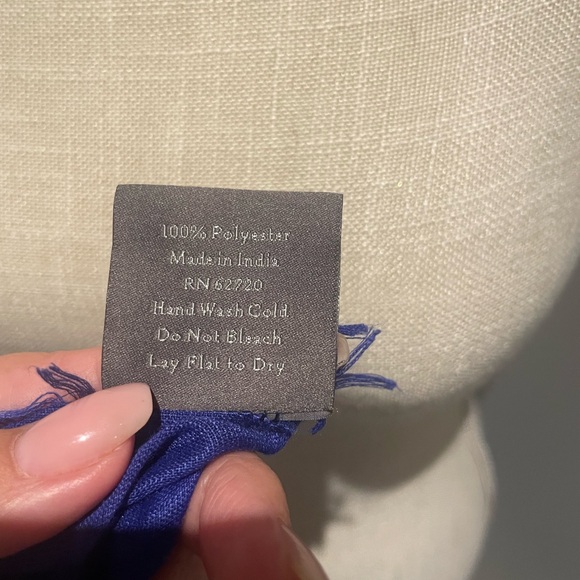 100% Polyester
Made in India
RN 62720
Hand Wash Cold
Do Not Bleach
Lay Flat to Dry